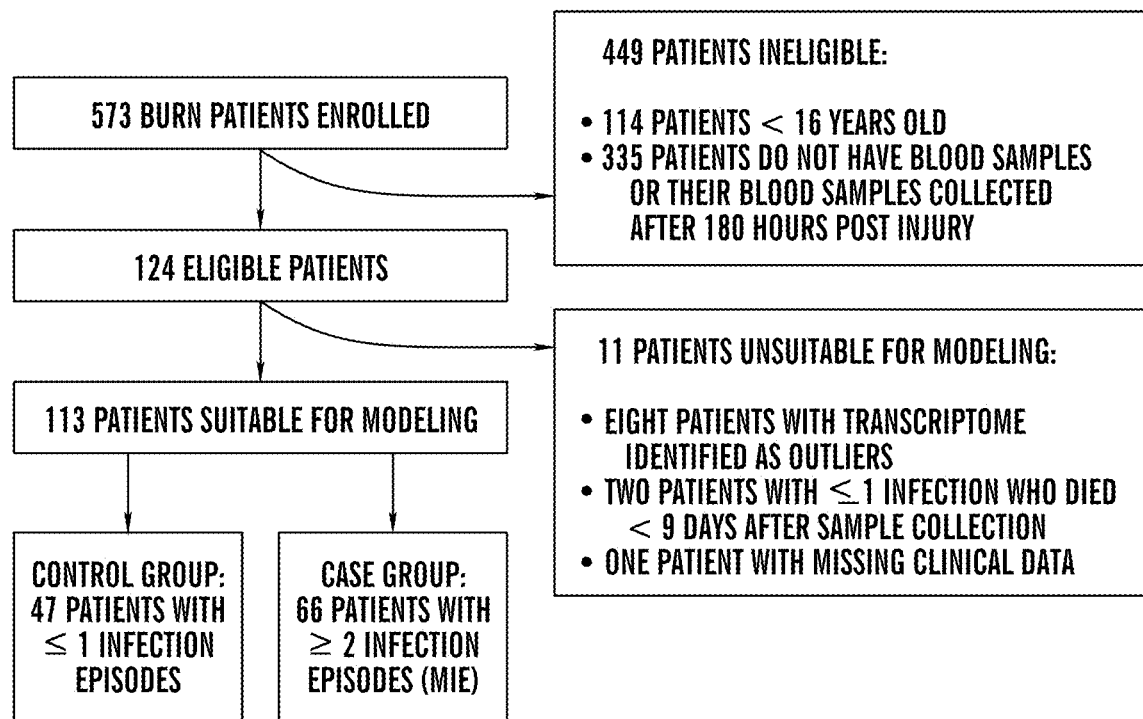 573 BURN PATIENTS ENROLLED
449 PATIENTS INELIGIBLE:
• 114 PATIENTS < 16 YEARS OLD
• 335 PATIENTS DO NOT HAVE BLOOD SAMPLES
OR THEIR BLOOD SAMPLES COLLECTED
AFTER 180 HOURS POST INJURY
124 ELIGIBLE PATIENTS
11 PATIENTS UNSUITABLE FOR MODELING:
• EIGHT PATIENTS WITH TRANSCRIPTOME
IDENTIFIED AS OUTLIERS
• TWO PATIENTS WITH ≤ 1 INFECTION WHO DIED
< 9 DAYS AFTER SAMPLE COLLECTION
• ONE PATIENT WITH MISSING CLINICAL DATA
113 PATIENTS SUITABLE FOR MODELING
CONTROL GROUP:
47 PATIENTS WITH
≤ 1 INFECTION
EPISODES
CASE GROUP:
66 PATIENTS WITH
≥ 2 INFECTION
EPISODES (MIE)